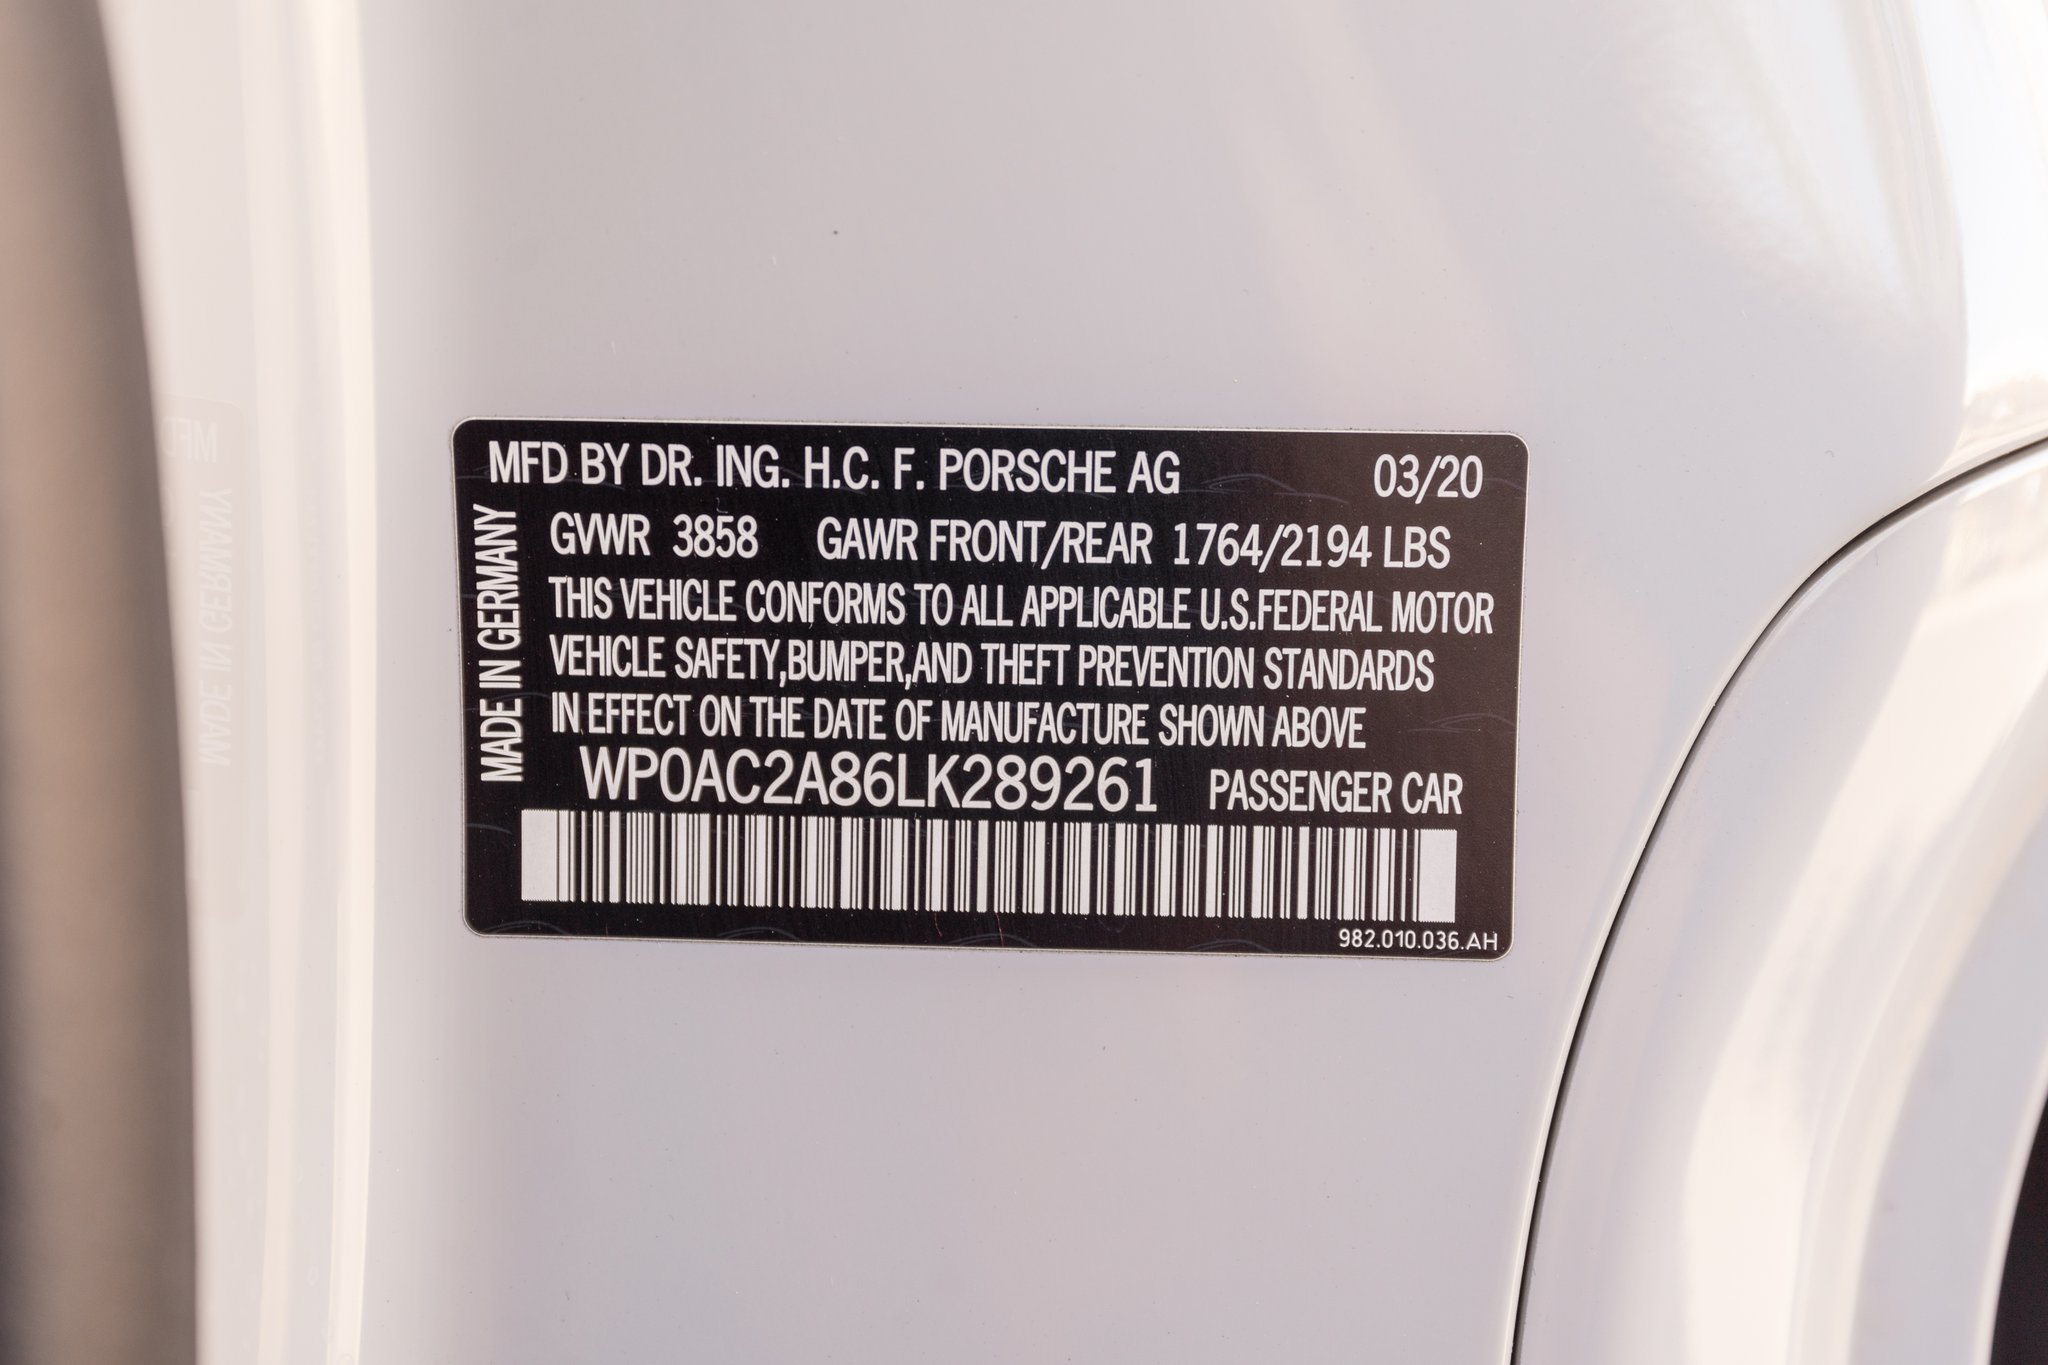 MFD BY DR. ING. H.C. F. PORSCHE AG 03/20
MADE IN GERMANY
GVWR 3858 GAWR FRONT/REAR 1764/2194 LBS
THIS VEHICLE CONFORMS TO ALL APPLICABLE U.S.FEDERAL MOTOR
VEHICLE SAFETY,BUMPER,AND THEFT PREVENTION STANDARDS
IN EFFECT ON THE DATE OF MANUFACTURE SHOWN ABOVE
WP0AC2A86LK289261 PASSENGER CAR
982.010.036.AH